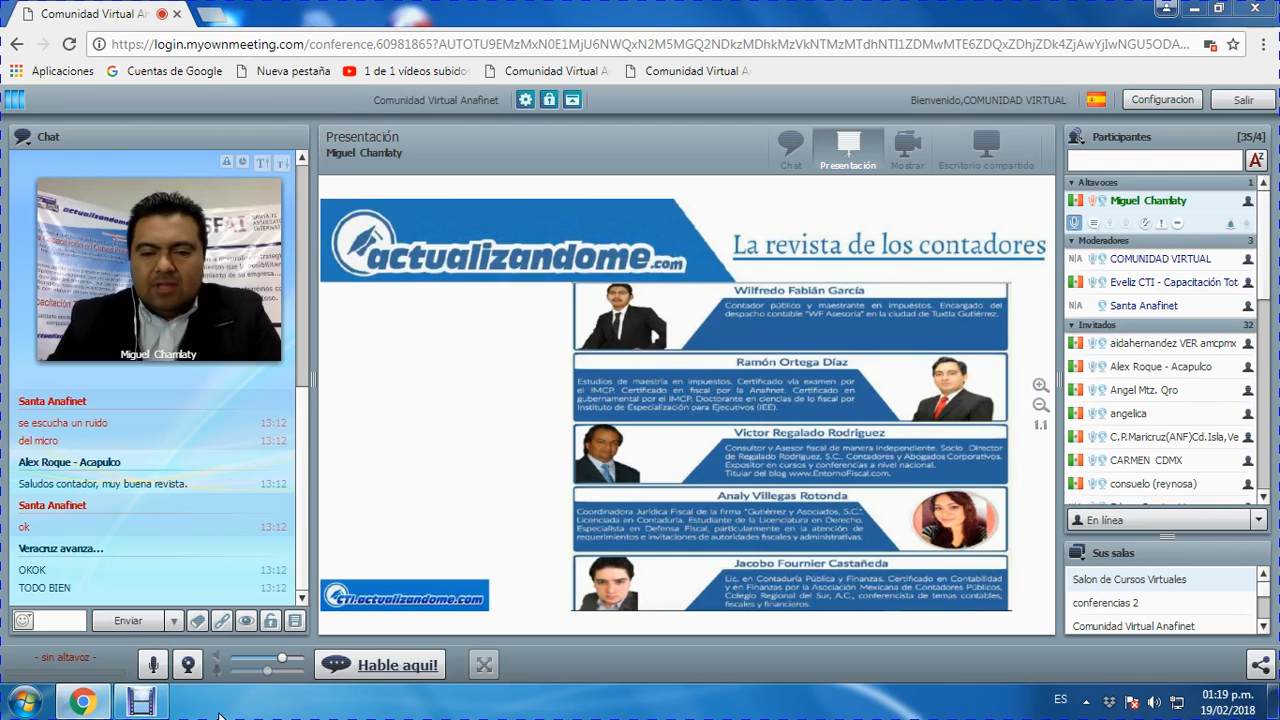 Comunidad Virtual An
https://login.myownmeeting.com/conference,60981865?AUTOTU9EMzMxN0E1MjU6NWQxN2M5MGQ2NDkzMDhkMzVkNTMzMTdhNTI1ZDMwMTE6ZDQxZDhjZDk4ZjAwYjIwNGU5ODA...
Aplicaciones
Cuentas de Google
Nueva pestaña
1 de 1 vídeos subidos
Comunidad Virtual A
Comunidad Virtual A
Comunidad Virtual Anafinet
Bienvenido,COMUNIDAD VIRTUAL
Configuracion
Salir
Chat
Miguel Chamlaty
Santa Anafinet
se escucha un ruido 13:12
del micro 13:12
Alex Roque - Acapulco
Si 13:12
Santa Anafinet
ok 13:12
Veracruz avanza...
OKOK 13:12
TODO BIEN 13:12
Enviar
- sin altavoz -
Hable aqui!
Presentación
Miguel Chamlaty
Chat
Presentación
Mostrar
Escritorio compartido
actualizandome.com
La revista de los contadores
Wilfredo Fabián García
Contador público y maestrante en impuestos. Encargado del
despacho contable "WF Asesoria" en la ciudad de Tuxtla Gutiérrez.
Ramón Ortega Díaz
Estudios de maestría en impuestos. Certificado vía examen por
el IMCP. Certificado en fiscal por la Anafinet. Certificado en
gubernamental por el IMCP. Doctorante en ciencias de lo fiscal por
Instituto de Especialización para Ejecutivos (IEE).
Victor Regalado Rodriguez
Consultor y Asesor fiscal de manera independiente. Socio Director
de Regalado Rodríguez, S.C., Contadores y Abogados Corporativos.
Expositor en cursos y conferencias a nivel nacional.
Titular del blog www.EntornoFiscal.com.
Analy Villegas Rotonda
Coordinadora Jurídica Fiscal de la firma "Gutiérrez y Asociados, S.C.".
Licenciada en Contaduría. Estudiante de la Licenciatura en Derecho.
Especialista en Defensa Fiscal, particularmente en la atención de
requerimientos e invitaciones de autoridades fiscales y administrativas.
Jacobo Fournier Castañeda
Lic. en Contaduría Pública y Finanzas. Certificado en Contabilidad
y en Finanzas por la Asociación Mexicana de Contadores Públicos,
Colegio Regional del Sur, A.C., conferencista de temas contables,
fiscales y financieros.
actualizandome.com
1.1
Participantes [35/4]
Altavoces 1
Miguel Chamlaty
Moderadores 3
N/A COMUNIDAD VIRTUAL
Eveliz CTI - Capacitación Tol
N/A Santa Anafinet
Invitados 32
aidahernandez VER amcpmx
Alex Roque - Acapulco
Alfredo MTZ - Torreo
angelica
C.P.Maricruz(ANF)Cd.Isla, V
CARMEN CDMX
consuelo (reynosa)
En linea
Sus salas
Salon de Cursos Virtuales
conferencias 2
Comunidad Virtual Anafinet
ES
01:19 p.m.
19/02/2018